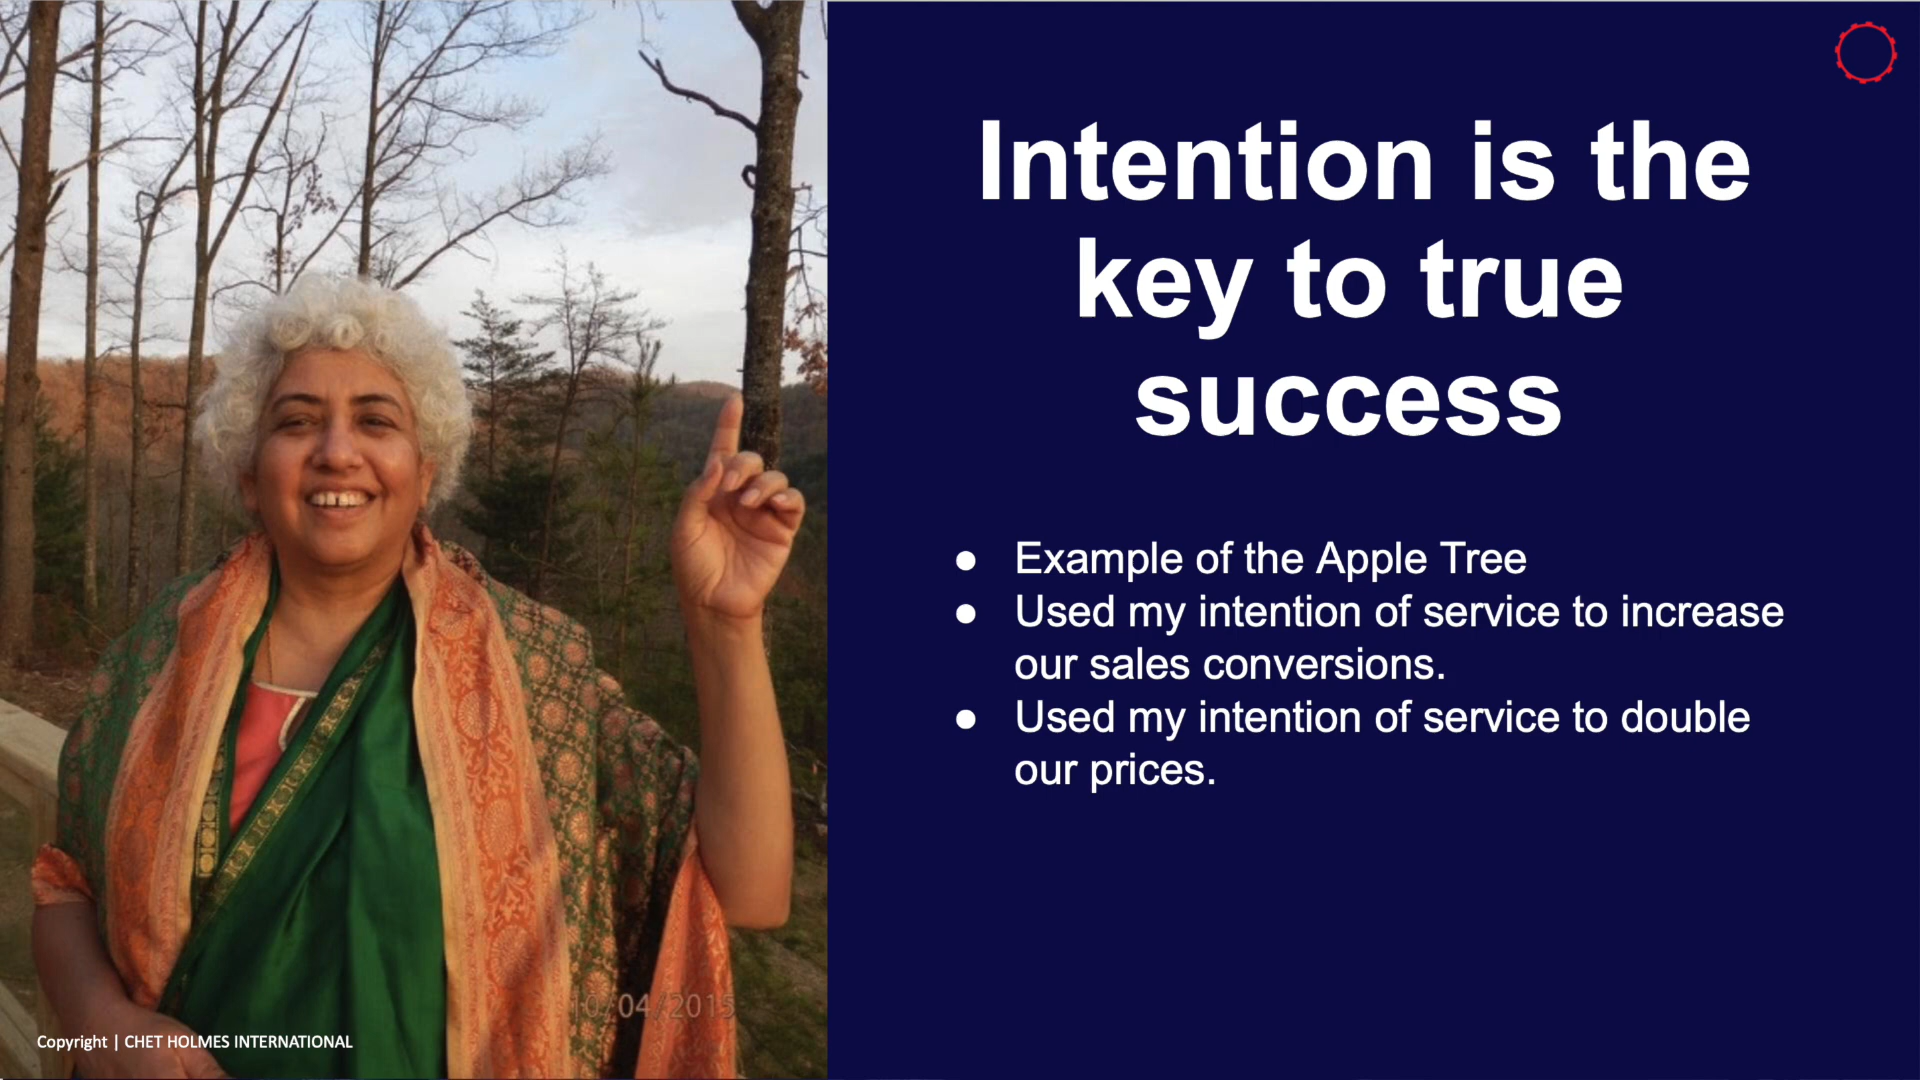 Intention is the
key to true
success
● Example of the Apple Tree
● Used my intention of service to increase
our sales conversions.
● Used my intention of service to double
our prices.
10/04/2015
Copyright | CHET HOLMES INTERNATIONAL